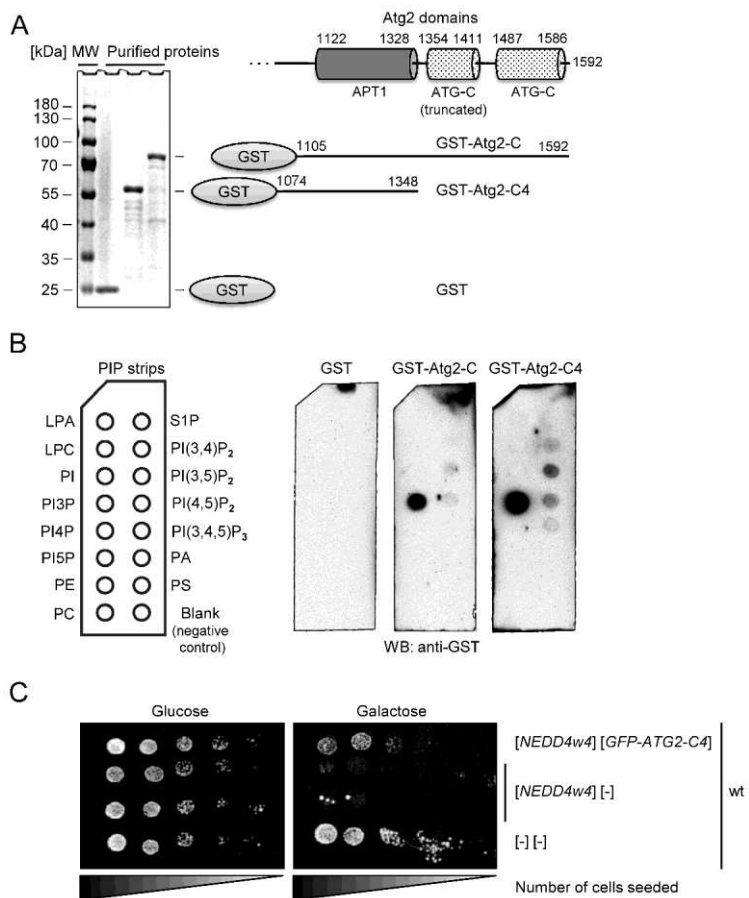 A
Atg2 domains
[kDa] MW Purified proteins
1122 1328 1354 1411 1487 1586
1592
. . .
APT1 ATG-C ATG-C
(truncated)
180
130
100
70
55
40
35
25
GST 1105 GST-Atg2-C 1592
GST 1074 1348 GST-Atg2-C4
GST GST
B
PIP strips
GST GST-Atg2-C GST-Atg2-C4
LPA S1P
LPC PI(3,4)P2
PI PI(3,5)P2
PI3P PI(4,5)P2
PI4P PI(3,4,5)P3
PI5P PA
PE PS
PC Blank
(negative
control)
WB: anti-GST
C
Glucose Galactose
[NEDD4w4] [GFP-ATG2-C4]
[NEDD4w4] [-]
wt
[-] [-]
Number of cells seeded